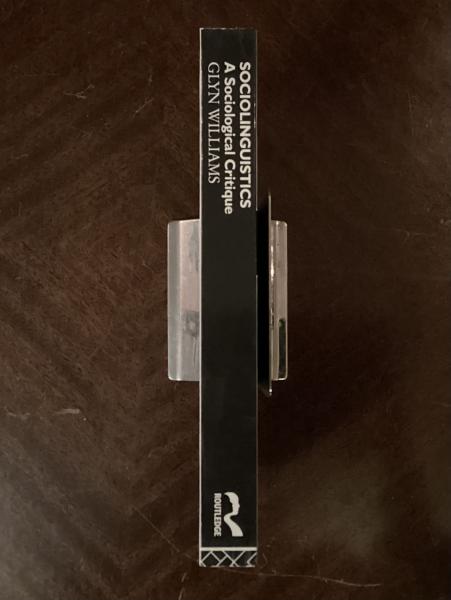 SOCIOLINGUISTICS
A Sociological Critique
GLYN WILLIAMS
ROUTLEDGE